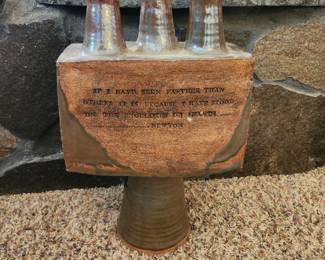 IF I HAVE SEEN FARTHER THAN
OTHERS IT IS BECAUSE I HAVE STOOD
ON THE SHOULDERS OF GIANTS
NEWTON